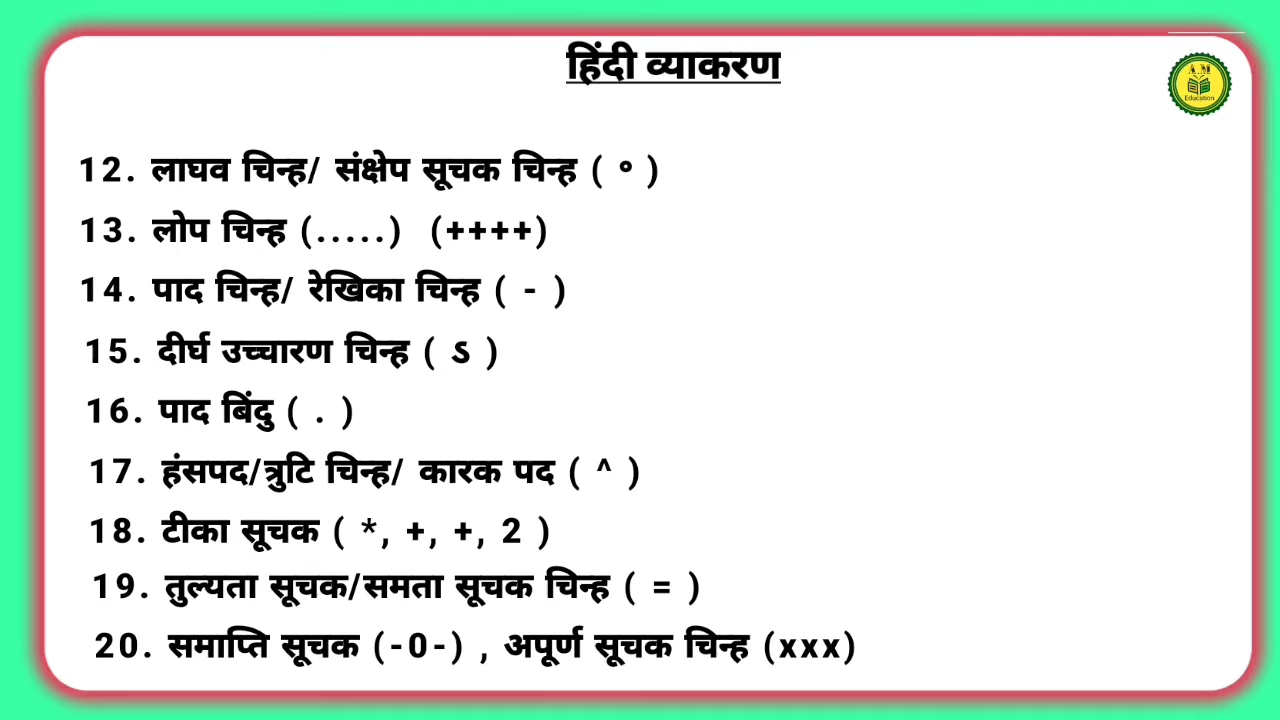 हिंदी व्याकरण
A.M
Education
12. लाघव चिन्ह/ संक्षेप सूचक चिन्ह ( ॰ )
13. लोप चिन्ह (.....) (++++)
14. पाद चिन्ह/ रेखिका चिन्ह ( - )
15. दीर्घ उच्चारण चिन्ह ( ऽ )
16. पाद बिंदु ( . )
17. हंसपद/त्रुटि चिन्ह/ कारक पद ( ^ )
18. टीका सूचक ( *, +, +, 2 )
19. तुल्यता सूचक/समता सूचक चिन्ह ( = )
20. समाप्ति सूचक (-0-) , अपूर्ण सूचक चिन्ह (xxx)